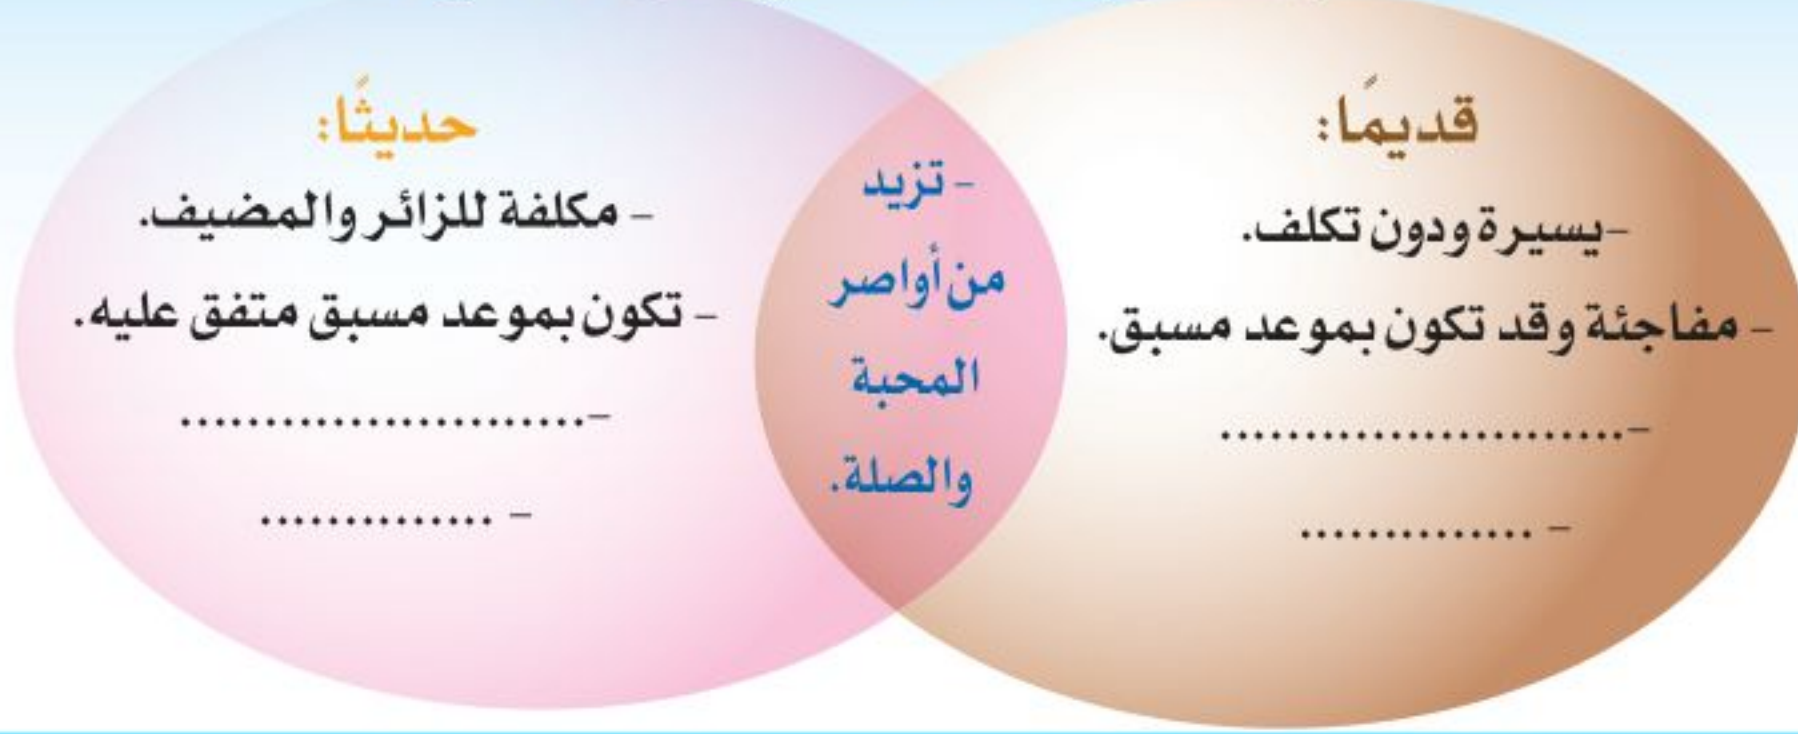 قديمًا:
-يسيرة ودون تكلف.
- مفاجئة وقد تكون بموعد مسبق.
-.........................
- ..............
- تزيد
من أواصر
المحبة
والصلة.
حديثًا:
- مكلفة للزائر والمضيف.
- تكون بموعد مسبق متفق عليه.
-.........................
- ..............